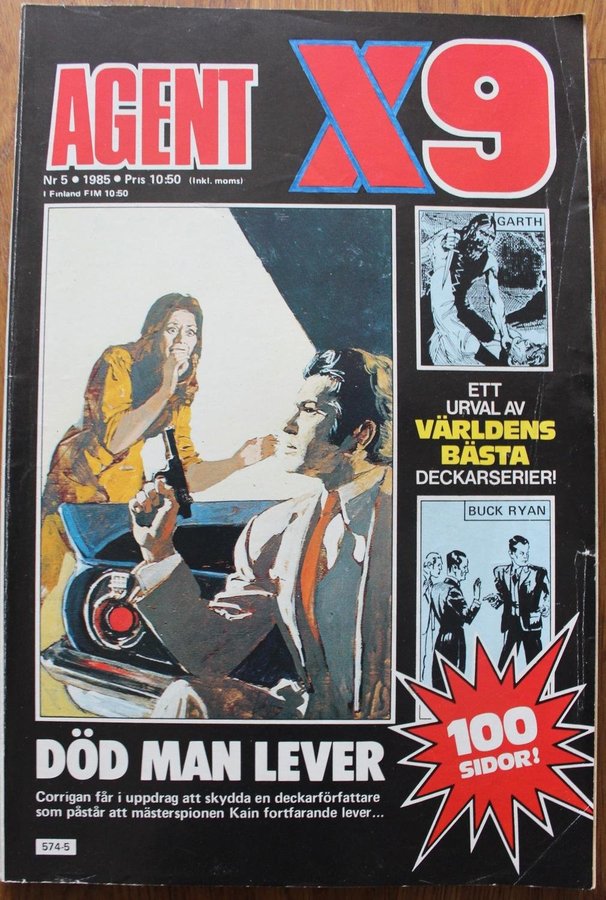 AGENT X9
Nr 5 • 1985 • Pris 10:50 (Inkl. moms)
I Finland FIM 10:50
GARTH
ETT
URVAL AV
VÄRLDENS
BÄSTA
DECKARSERIER!
BUCK RYAN
100
SIDOR!
DÖD MAN LEVER
Corrigan får i uppdrag att skydda en deckarförfattare
som påstår att mästerspionen Kain fortfarande lever...
574-5